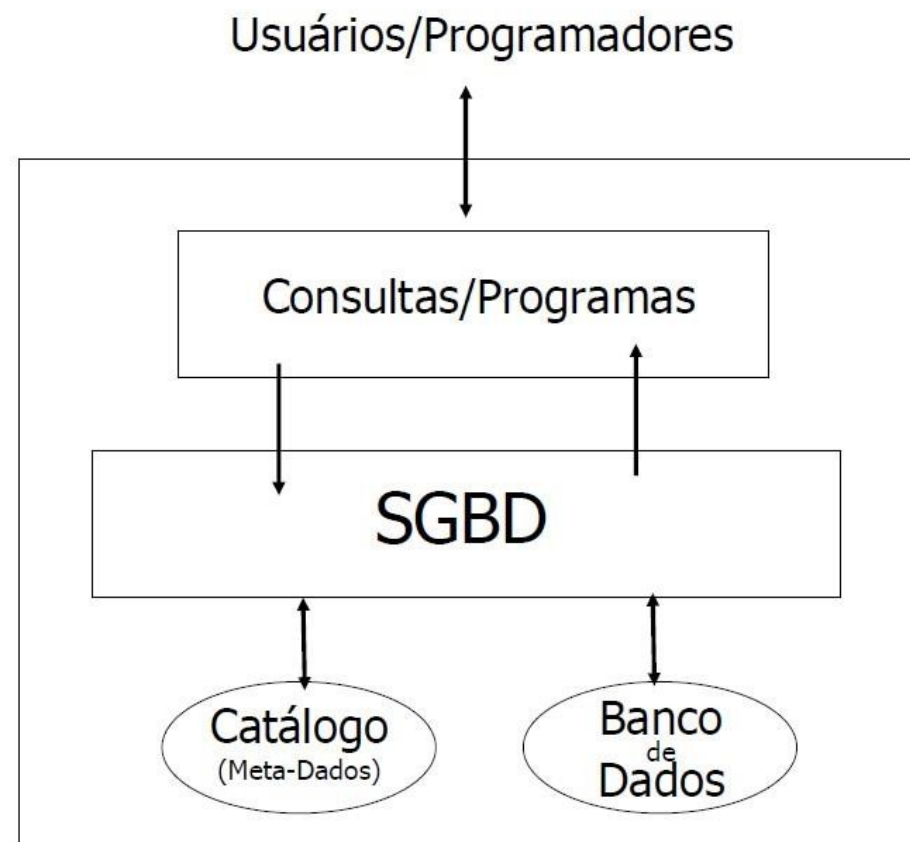 Usuários/Programadores
Consultas/Programas
SGBD
Catálogo
(Meta-Dados)
Banco
de
Dados